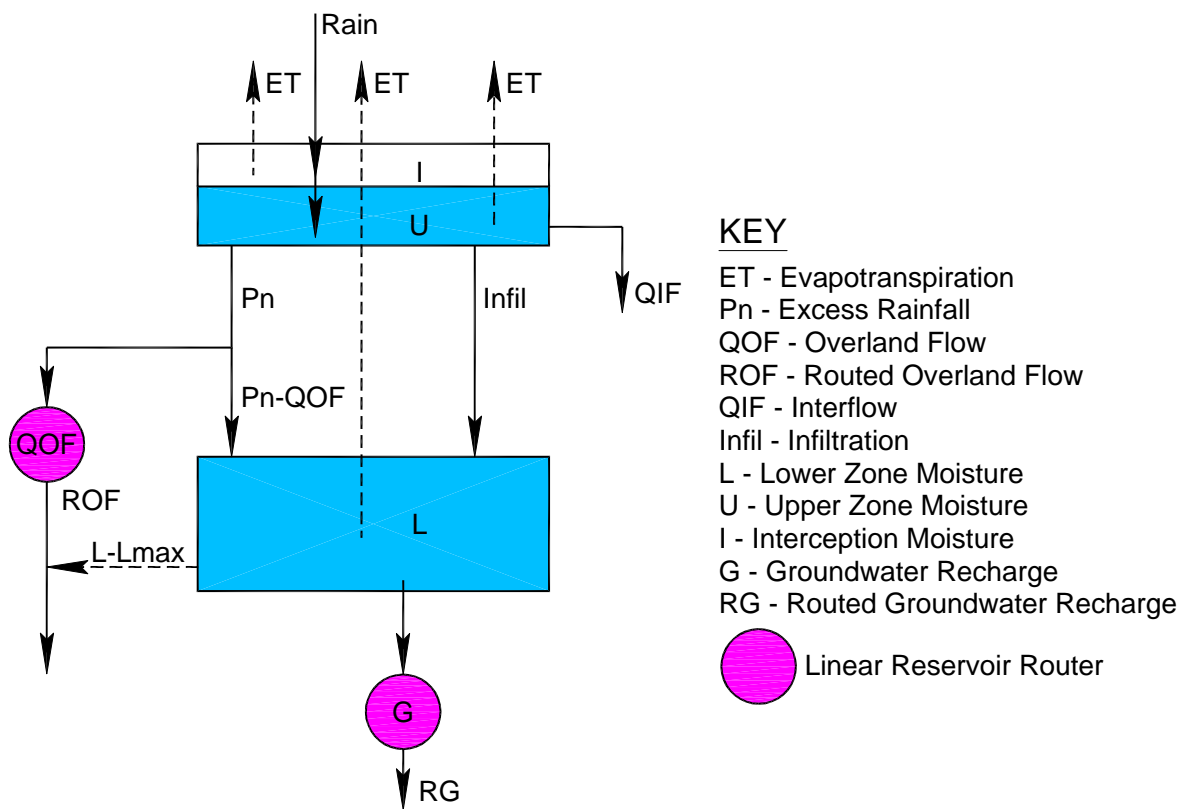 Rain
ET
ET
ET
I
U
Pn
Infil
QIF
Pn-QOF
QOF
ROF
L
L-Lmax
G
RG
KEY
ET - Evapotranspiration
Pn - Excess Rainfall
QOF - Overland Flow
ROF - Routed Overland Flow
QIF - Interflow
Infil - Infiltration
L - Lower Zone Moisture
U - Upper Zone Moisture
I - Interception Moisture
G - Groundwater Recharge
RG - Routed Groundwater Recharge
Linear Reservoir Router